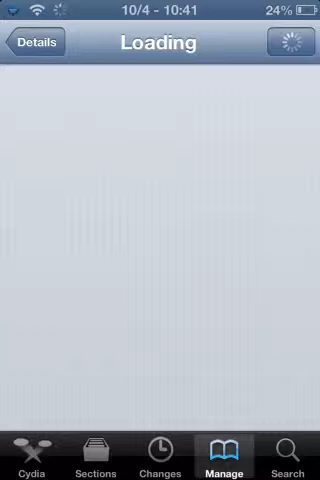 10/4 - 10:41
24%
Details
Loading
Cydia
Sections
Changes
Manage
Search